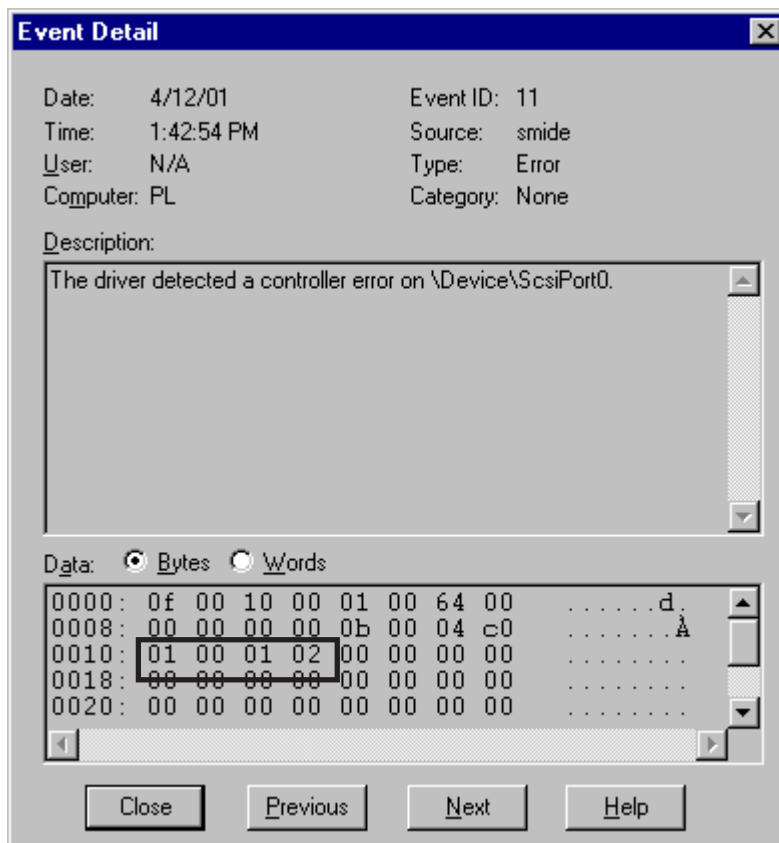 Event Detail
Date: 4/12/01 Event ID: 11
Time: 1:42:54 PM Source: smide
User: N/A Type: Error
Computer: PL Category: None
Description:
The driver detected a controller error on \Device\ScsiPort0.
Data: Bytes Words
0000: 0f 00 10 00 01 00 64 00 ......d.
0008: 00 00 00 00 0b 00 04 c0 .......À
0010: 01 00 01 02 00 00 00 00 ........
0018: 00 00 00 00 00 00 00 00 ........
0020: 00 00 00 00 00 00 00 00 ........
Close Previous Next Help